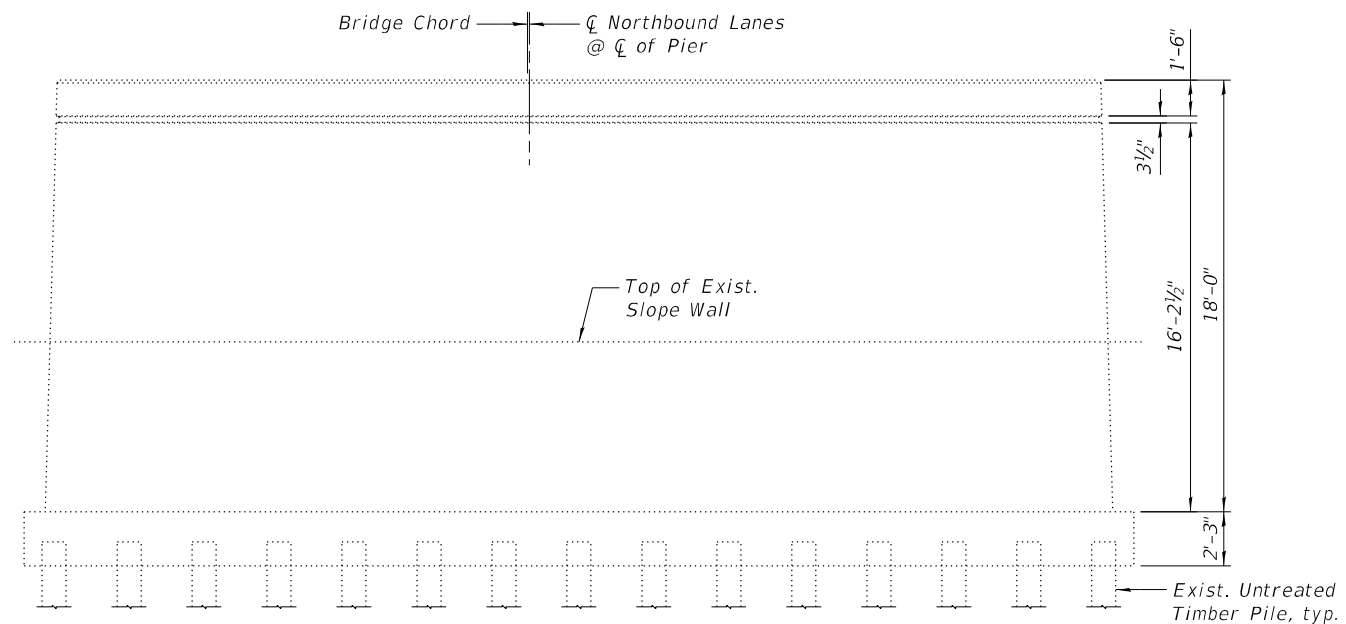 Bridge Chord
℄ Northbound Lanes
@ ℄ of Pier
1'-6"
3½"
Top of Exist.
Slope Wall
16'-2½"
18'-0"
2'-3"
Exist. Untreated
Timber Pile, typ.